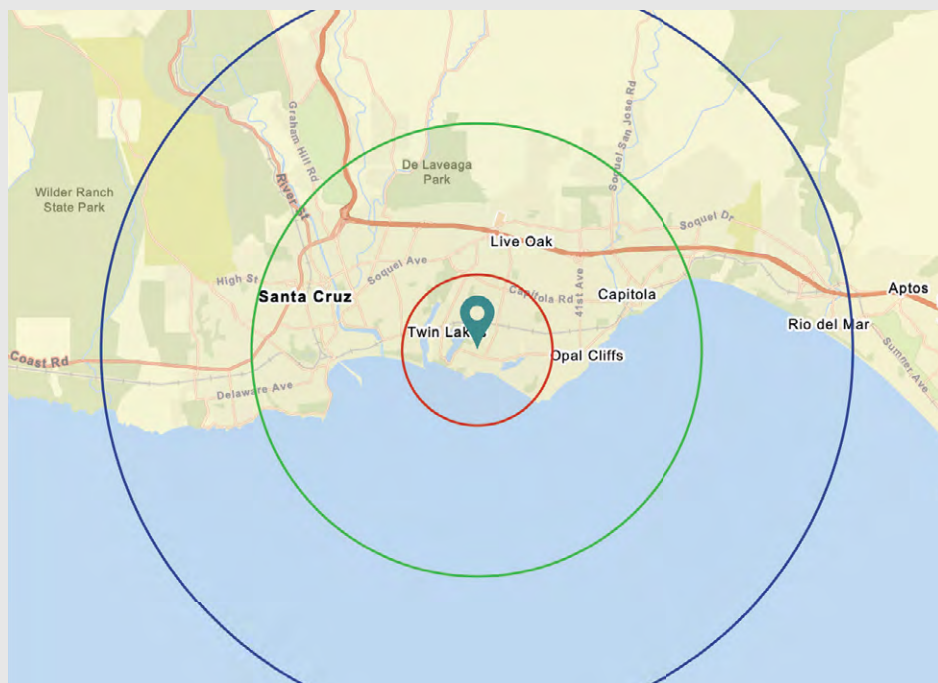 Graham Hill Rd
Soquel San Jose Rd
De Laveaga
Park
Wilder Ranch
State Park
River St
Soquel Dr
Live Oak
Soquel Ave
High St
41st Ave
Aptos
Santa Cruz
Capitola Rd
Capitola
Rio del Mar
Twin Lakes
Coast Rd
Opal Cliffs
Sumner Ave
Delaware Ave